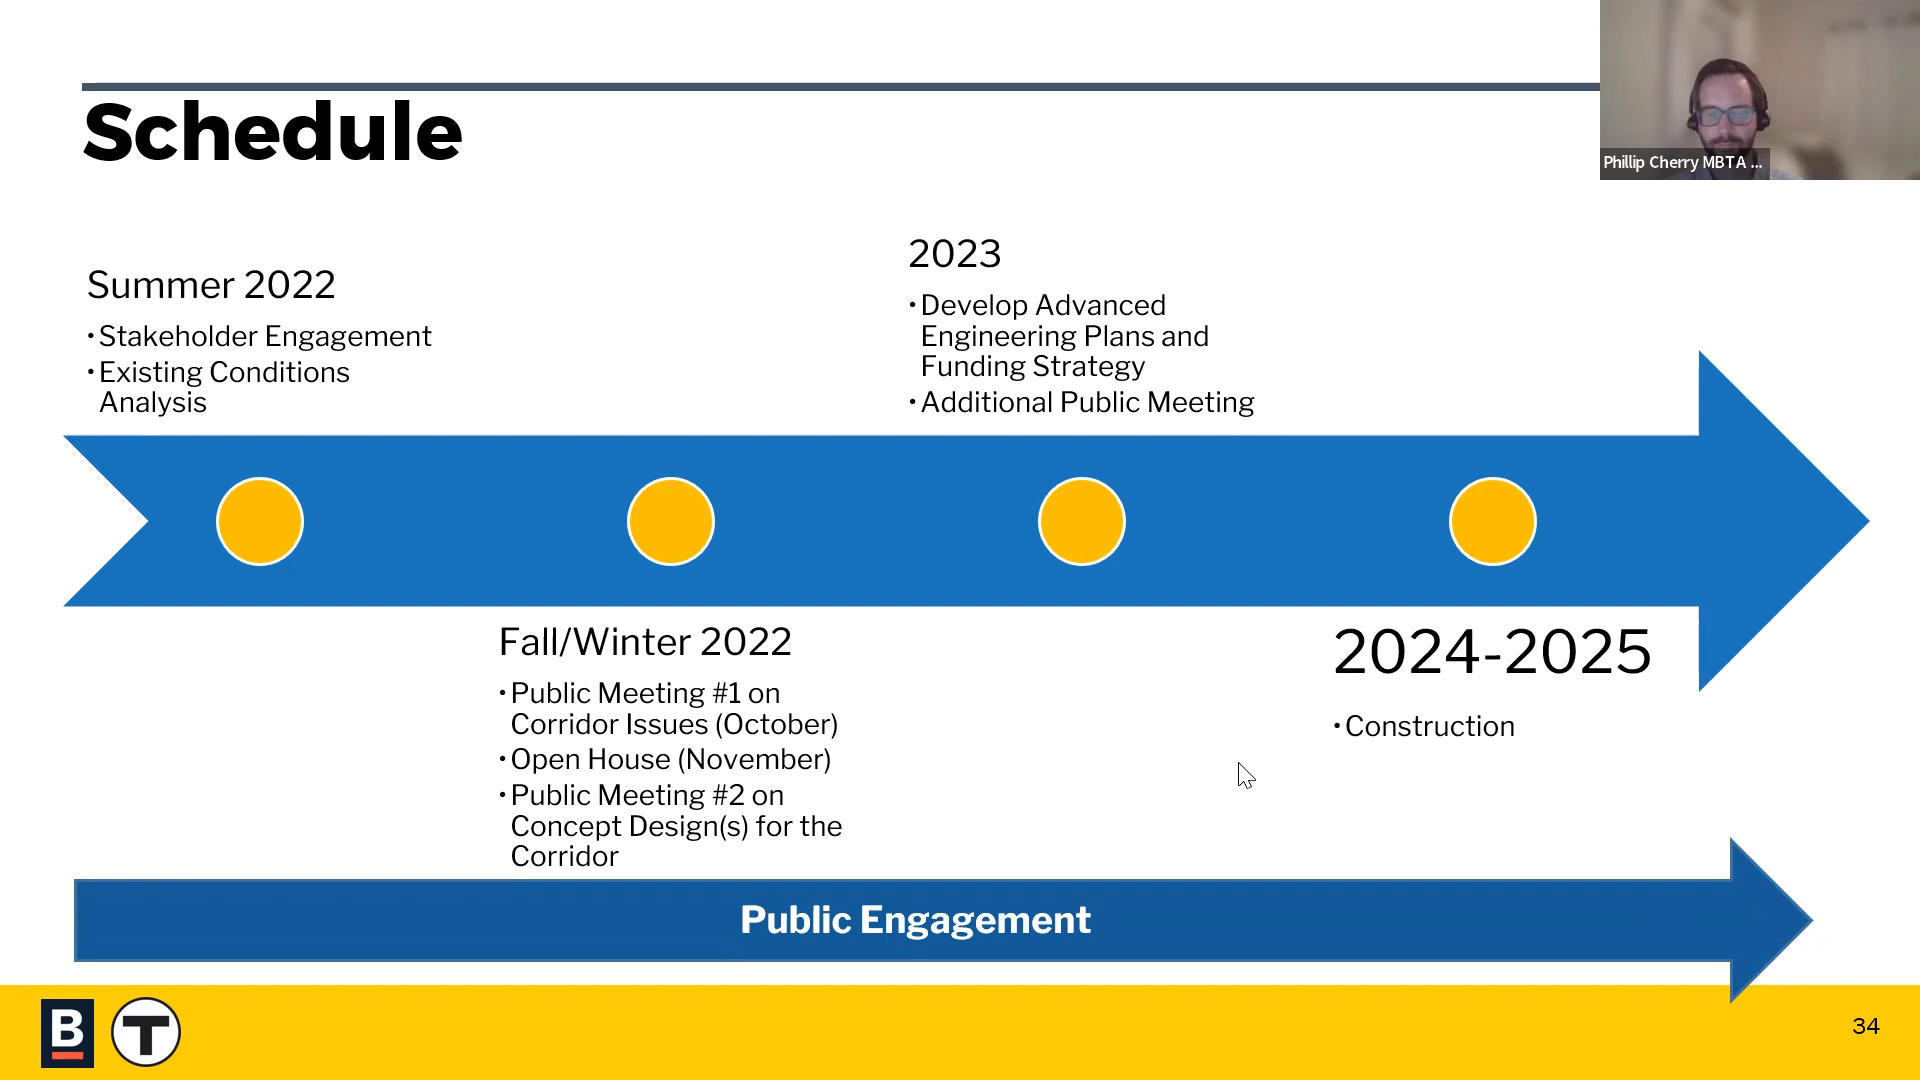 Schedule
Phillip Cherry MBTA ...
Summer 2022
•Stakeholder Engagement
•Existing Conditions
Analysis
2023
•Develop Advanced
Engineering Plans and
Funding Strategy
•Additional Public Meeting
Fall/Winter 2022
•Public Meeting #1 on
Corridor Issues (October)
•Open House (November)
•Public Meeting #2 on
Concept Design(s) for the
Corridor
2024-2025
•Construction
Public Engagement
B
T
34